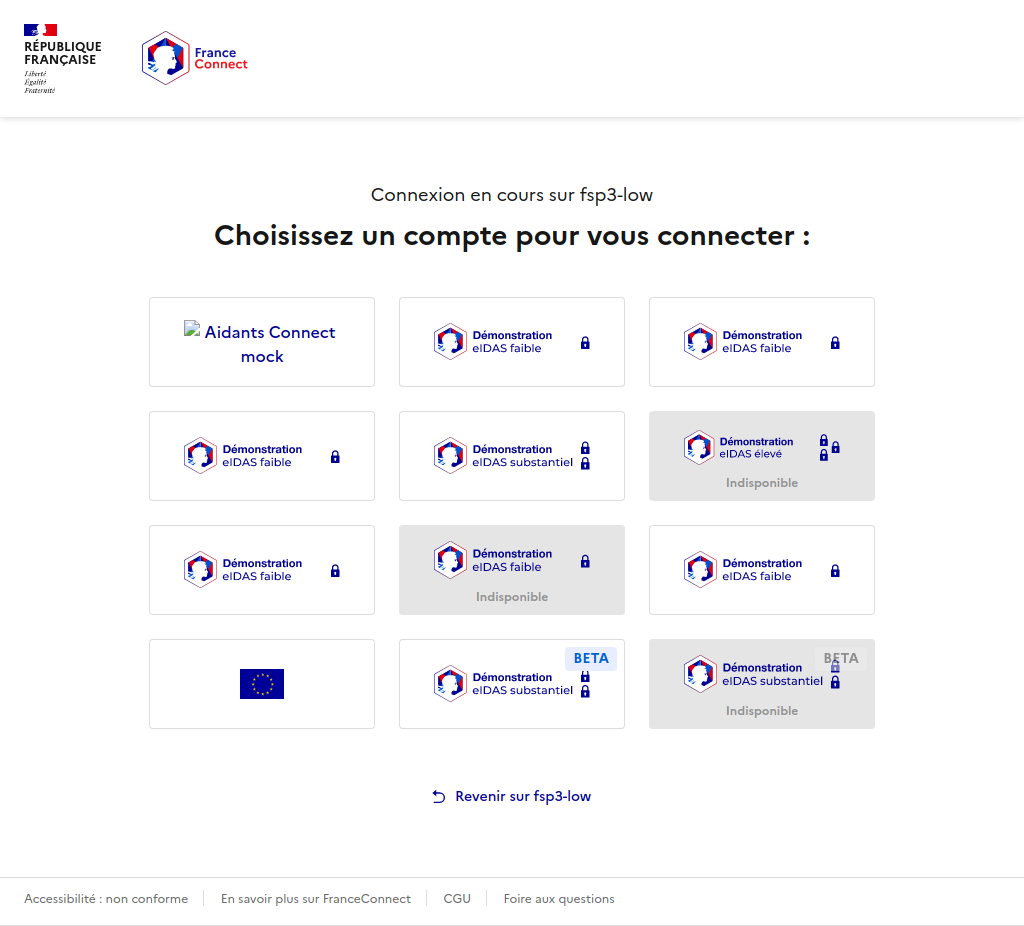 RÉPUBLIQUE
FRANÇAISE
Liberté
Égalité
Fraternité
France
Connect
Connexion en cours sur fsp3-low
Choisissez un compte pour vous connecter :
Aidants Connect
mock
Démonstration
eIDAS faible
Démonstration
eIDAS faible
Démonstration
eIDAS faible
Démonstration
eIDAS substantiel
Démonstration
eIDAS élevé
Indisponible
Démonstration
eIDAS faible
Démonstration
eIDAS faible
Indisponible
Démonstration
eIDAS faible
BETA
Démonstration
eIDAS substantiel
BETA
Démonstration
eIDAS substantiel
Indisponible
Revenir sur fsp3-low
Accessibilité : non conforme
En savoir plus sur FranceConnect
CGU
Foire aux questions